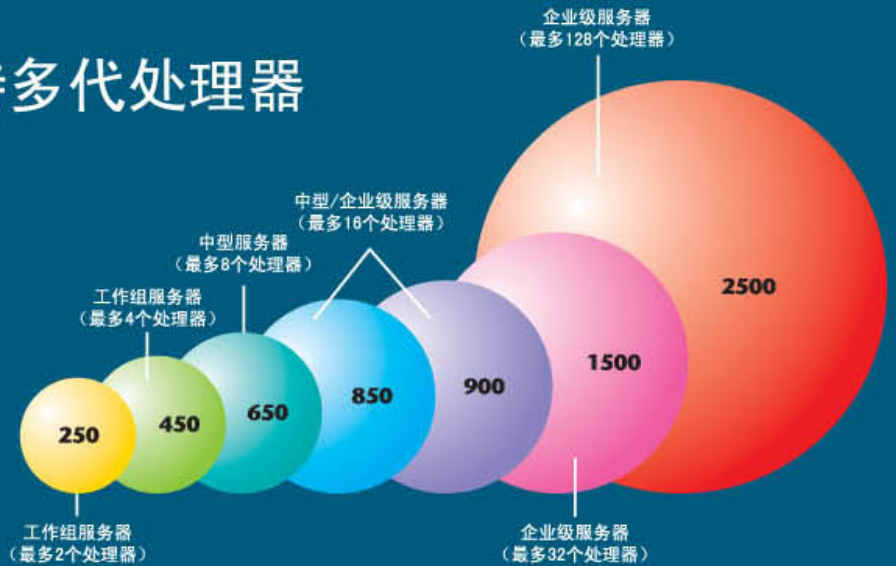 多代处理器
企业级服务器
（最多128个处理器）
中型/企业级服务器
（最多16个处理器）
中型服务器
（最多8个处理器）
工作组服务器
（最多4个处理器）
2500
1500
900
850
650
450
250
工作组服务器
（最多2个处理器）
企业级服务器
（最多32个处理器）